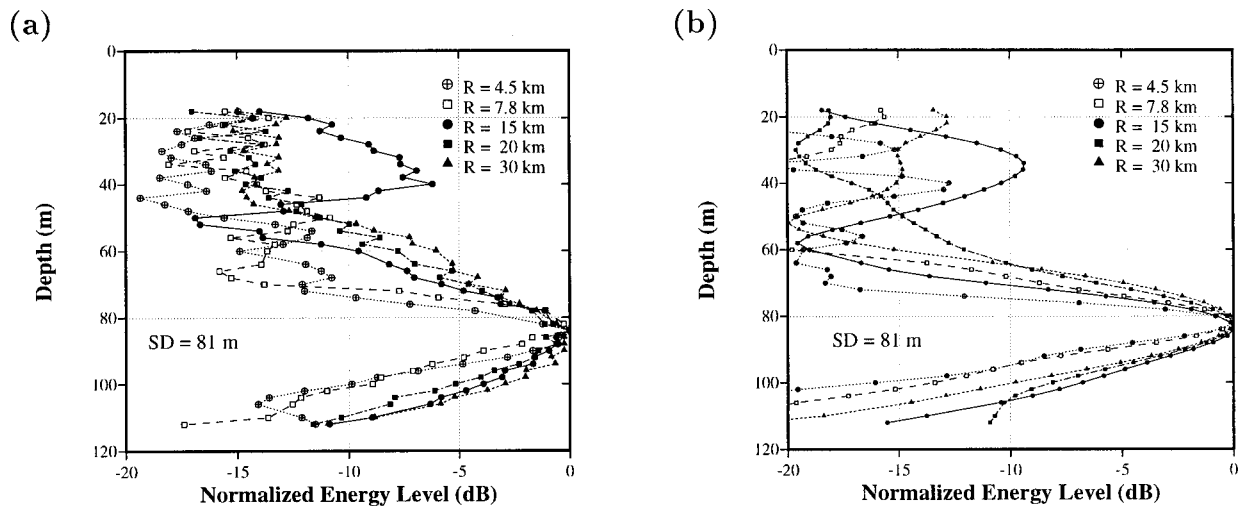 (a)
0
20
40
60
80
100
120
Depth (m)
R = 4.5 km
R = 7.8 km
R = 15 km
R = 20 km
R = 30 km
SD = 81 m
-20 -15 -10 -5 0
Normalized Energy Level (dB)
(b)
0
20
40
60
80
100
120
Depth (m)
R = 4.5 km
R = 7.8 km
R = 15 km
R = 20 km
R = 30 km
SD = 81 m
-20 -15 -10 -5 0
Normalized Energy Level (dB)